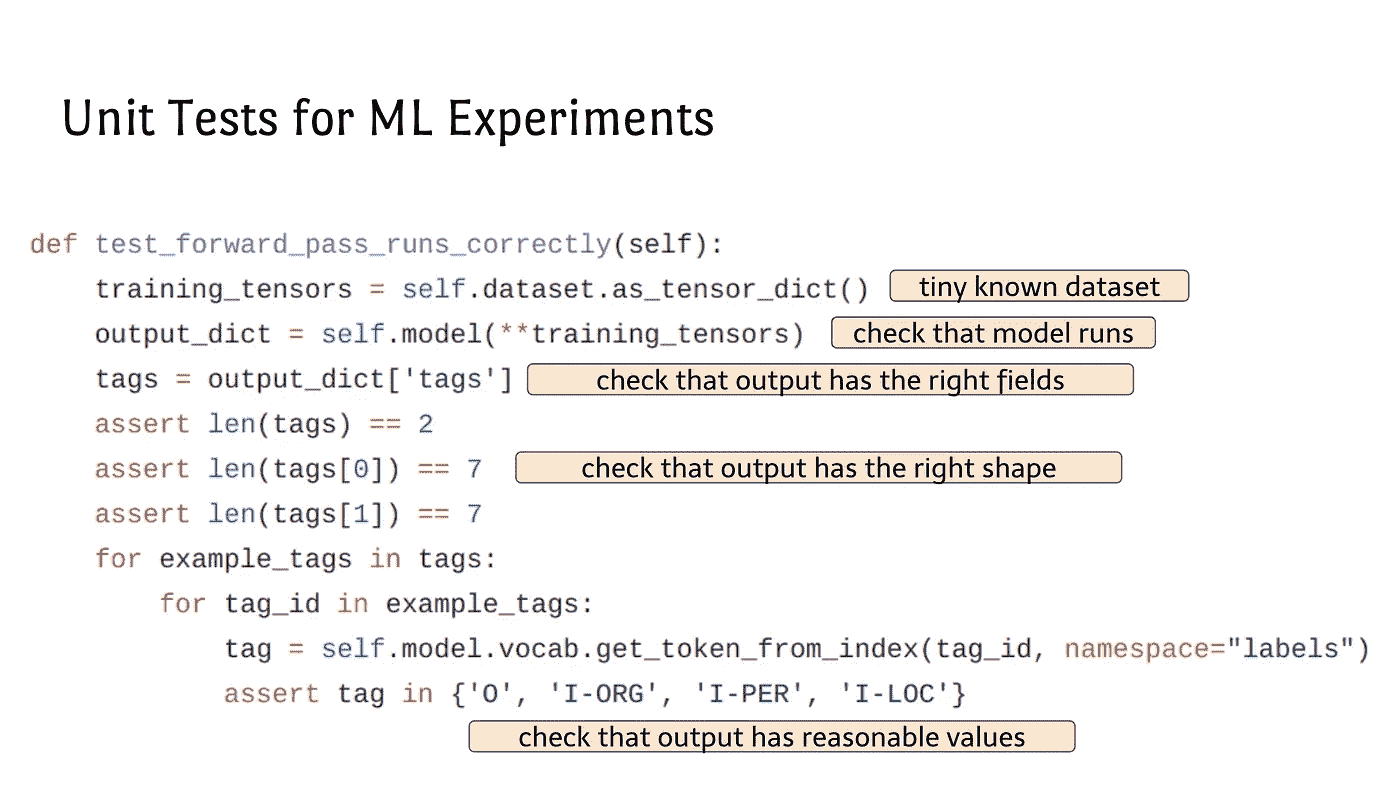 Unit Tests for ML Experiments
def test_forward_pass_runs_correctly(self):
training_tensors = self.dataset.as_tensor_dict() tiny known dataset
output_dict = self.model(**training_tensors) check that model runs
tags = output_dict['tags'] check that output has the right fields
assert len(tags) == 2
assert len(tags[0]) == 7 check that output has the right shape
assert len(tags[1]) == 7
for example_tags in tags:
for tag_id in example_tags:
tag = self.model.vocab.get_token_from_index(tag_id, namespace="labels")
assert tag in {'O', 'I-ORG', 'I-PER', 'I-LOC'}
check that output has reasonable values